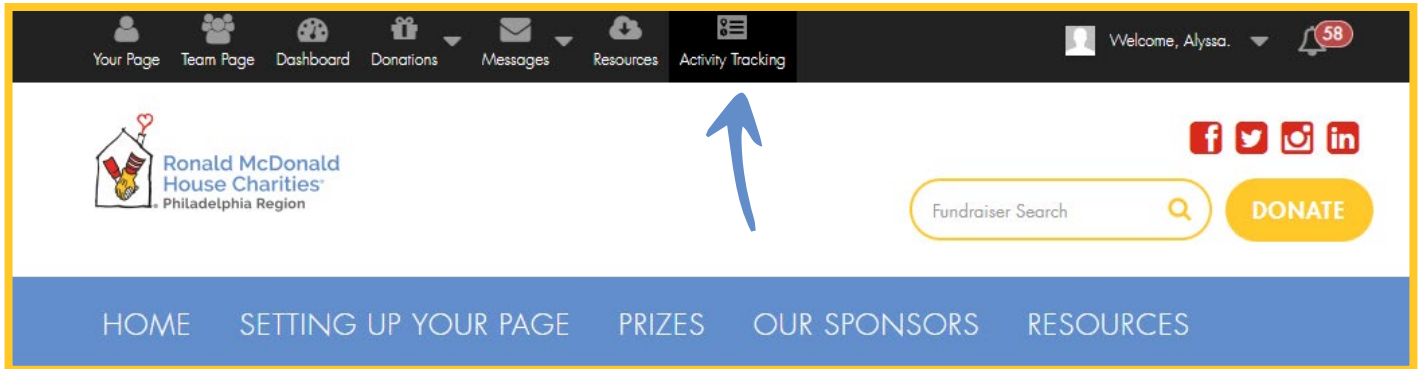 Your Page Team Page Dashboard Donations Messages Resources Activity Tracking
Welcome, Alyssa. 58
Ronald McDonald
House Charities®
Philadelphia Region
f in
Fundraiser Search DONATE
HOME SETTING UP YOUR PAGE PRIZES OUR SPONSORS RESOURCES